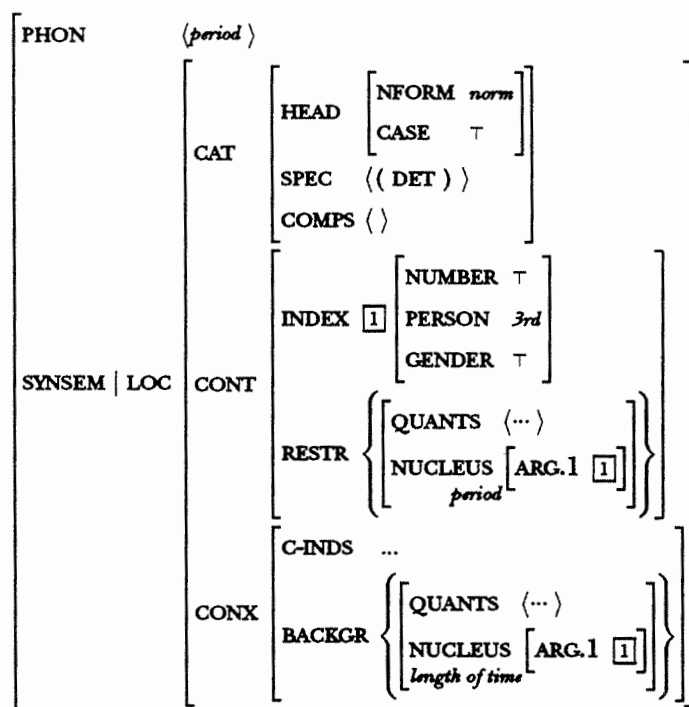 PHON ⟨period⟩
SYNSEM | LOC
CAT
HEAD
NFORM norm
CASE ⊤
SPEC ⟨( DET )⟩
COMPS ⟨ ⟩
CONT
INDEX 1
NUMBER ⊤
PERSON 3rd
GENDER ⊤
RESTR
QUANTS ⟨···⟩
NUCLEUS [ARG.1 1]
period
CONX
C-INDS ...
BACKGR
QUANTS ⟨···⟩
NUCLEUS [ARG.1 1]
length of time